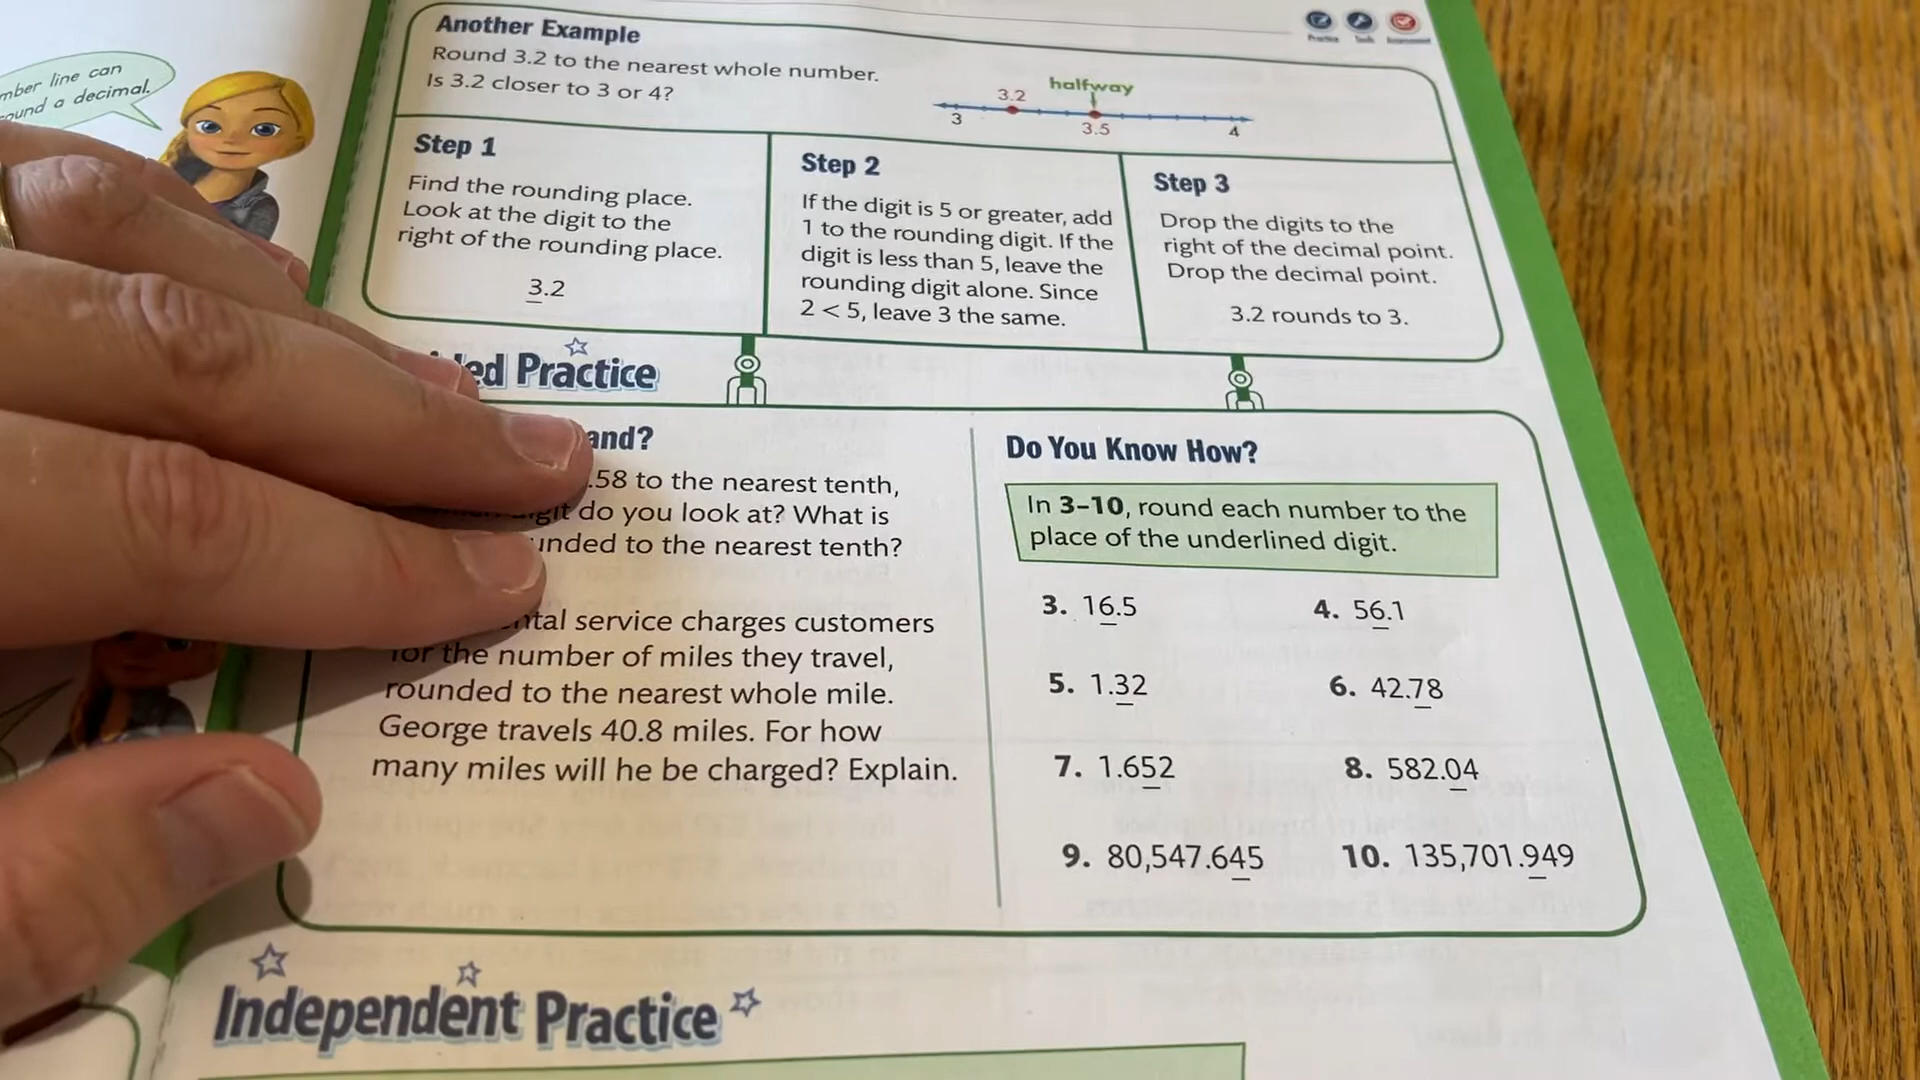 mber line can
ound a decimal.
Another Example
Round 3.2 to the nearest whole number.
Is 3.2 closer to 3 or 4?
halfway
3.2
3
3.5
4
Step 1
Find the rounding place.
Look at the digit to the
right of the rounding place.
3.2
Step 2
If the digit is 5 or greater, add
1 to the rounding digit. If the
digit is less than 5, leave the
rounding digit alone. Since
2 < 5, leave 3 the same.
Step 3
Drop the digits to the
right of the decimal point.
Drop the decimal point.
3.2 rounds to 3.
ed Practice
and?
.58 to the nearest tenth,
git do you look at? What is
unded to the nearest tenth?
ntal service charges customers
for the number of miles they travel,
rounded to the nearest whole mile.
George travels 40.8 miles. For how
many miles will he be charged? Explain.
Do You Know How?
In 3–10, round each number to the
place of the underlined digit.
3. 16.5
4. 56.1
5. 1.32
6. 42.78
7. 1.652
8. 582.04
9. 80,547.645
10. 135,701.949
Independent Practice